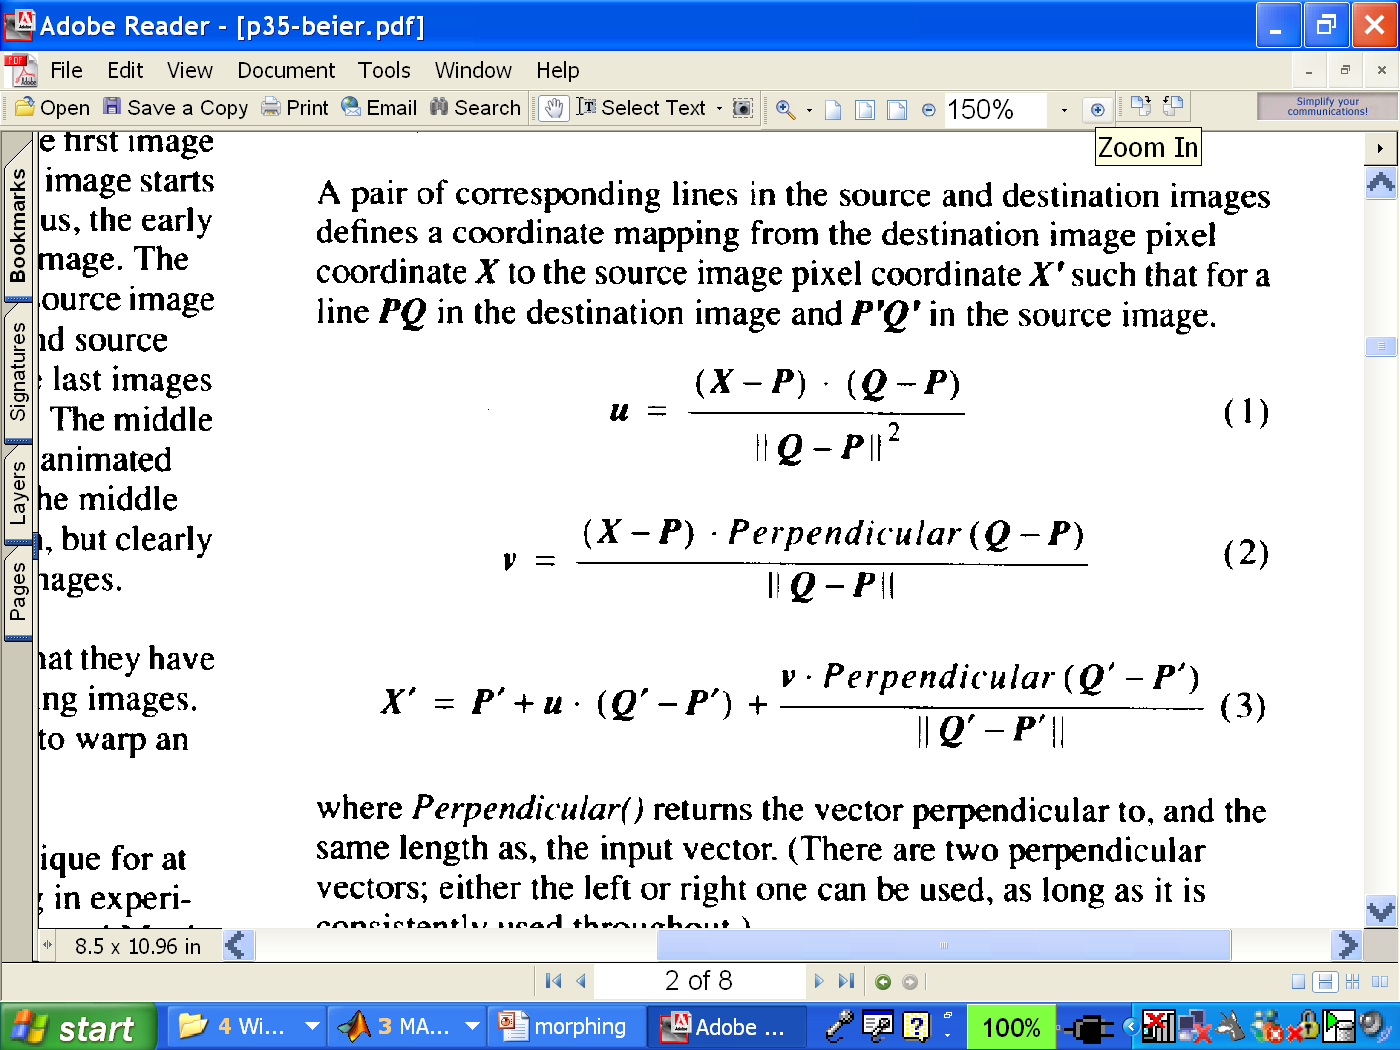 Adobe Reader - [p35-beier.pdf]
File Edit View Document Tools Window Help
Open Save a Copy Print Email Search Select Text 150% Simplify your communications!
Zoom In
Bookmarks
Signatures
Layers
Pages
e first image
image starts
us, the early
mage. The
ource image
nd source
last images
The middle
animated
he middle
, but clearly
nages.
nat they have
ng images.
to warp an
ique for at
in experi-
A pair of corresponding lines in the source and destination images
defines a coordinate mapping from the destination image pixel
coordinate X to the source image pixel coordinate X' such that for a
line PQ in the destination image and P'Q' in the source image.
u = (X – P) · (Q – P) / || Q – P ||² (1)
v = (X – P) · Perpendicular (Q – P) / || Q – P || (2)
X' = P' + u · (Q' – P') + v · Perpendicular (Q' – P') / || Q' – P' || (3)
where Perpendicular() returns the vector perpendicular to, and the
same length as, the input vector. (There are two perpendicular
vectors; either the left or right one can be used, as long as it is
consistently used throughout.)
8.5 x 10.96 in
2 of 8
start 4 Wi... 3 MA... morphing Adobe ... 100%